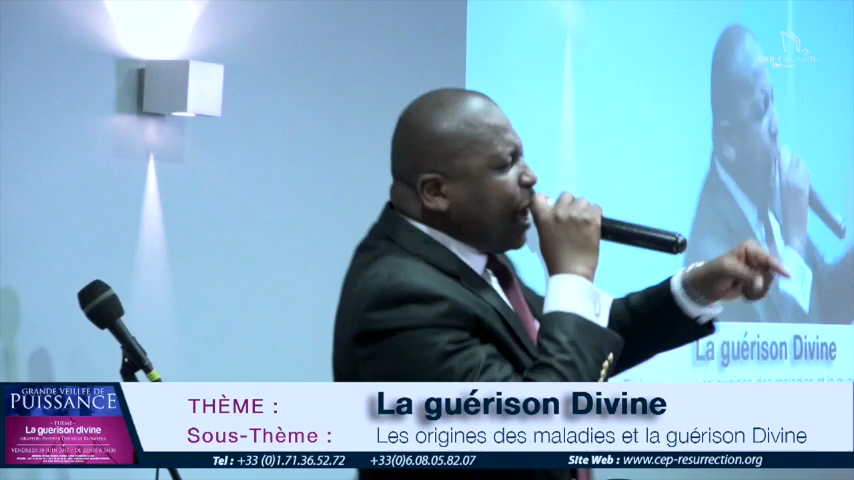 La guérison Divine
GRANDE VEILLÉE DE
PUISSANCE
- THÈME -
La guérison divine
THÈME :
La guérison Divine
Sous-Thème :
Les origines des maladies et la guérison Divine
Tel : +33 (0)1.71.36.52.72
+33(0)6.08.05.82.07
Site Web : www.cep-resurrection.org